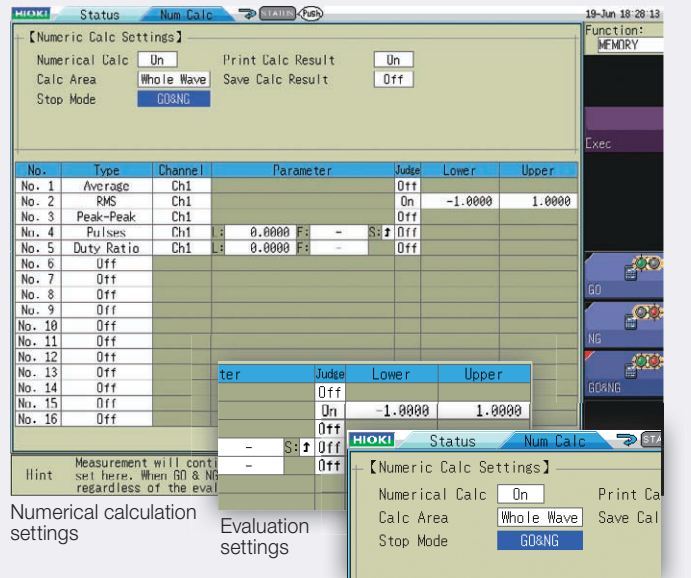 HIOKI Status Num Calc STATUS Push 19-Jun 18:28:13
Function:
MEMORY
【Numeric Calc Settings】
Numerical Calc On Print Calc Result On
Calc Area Whole Wave Save Calc Result Off
Stop Mode GO&NG
Exec
No. Type Channel Parameter Judge Lower Upper
No. 1 Average Ch1 Off
No. 2 RMS Ch1 On -1.0000 1.0000
No. 3 Peak-Peak Ch1 Off
No. 4 Pulses Ch1 L: 0.0000 F: - S:↑ Off
No. 5 Duty Ratio Ch1 L: 0.0000 F: - Off
No. 6 Off
No. 7 Off
No. 8 Off
No. 9 Off
No. 10 Off
No. 11 Off
No. 12 Off
No. 13 Off
No. 14 Off
No. 15 Off
No. 16 Off
GO
NG
GO&NG
Hint Measurement will conti
set here. When GO & NG
regardless of the eval
ter Judge Lower Upper
Off
On -1.0000 1.0000
Off
- S:↑ Off
- Off
HIOKI Status Num Calc STA
【Numeric Calc Settings】
Numerical Calc On Print Ca
Calc Area Whole Wave Save Cal
Stop Mode GO&NG
Numerical calculation
settings
Evaluation
settings